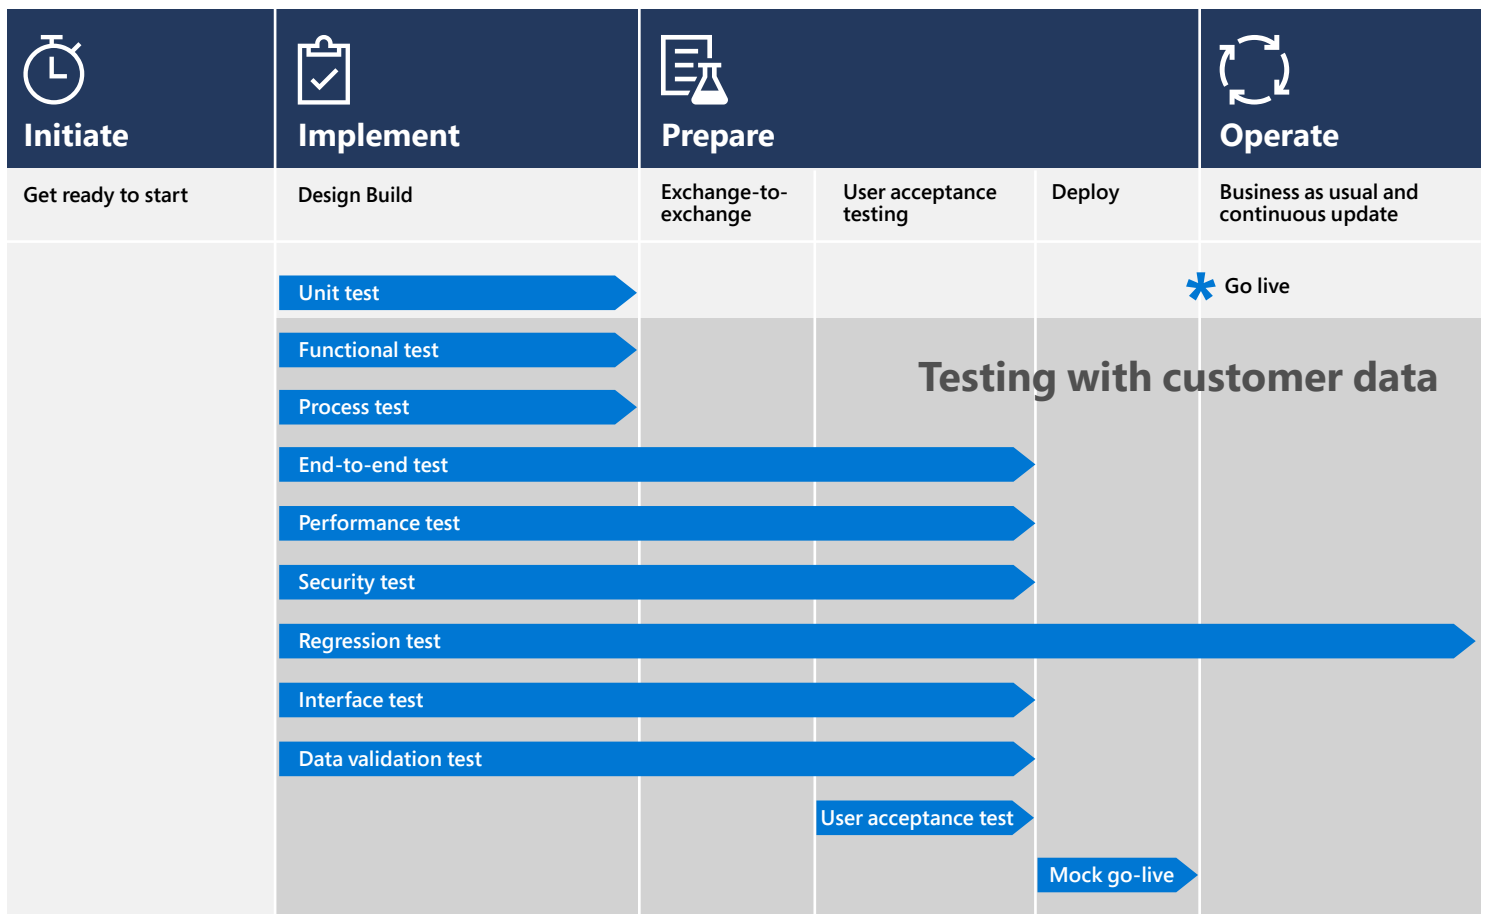 Initiate
Implement
Prepare
Operate
Get ready to start
Design Build
Exchange-to-
exchange
User acceptance
testing
Deploy
Business as usual and
continuous update
Unit test
Go live
Functional test
Testing with customer data
Process test
End-to-end test
Performance test
Security test
Regression test
Interface test
Data validation test
User acceptance test
Mock go-live